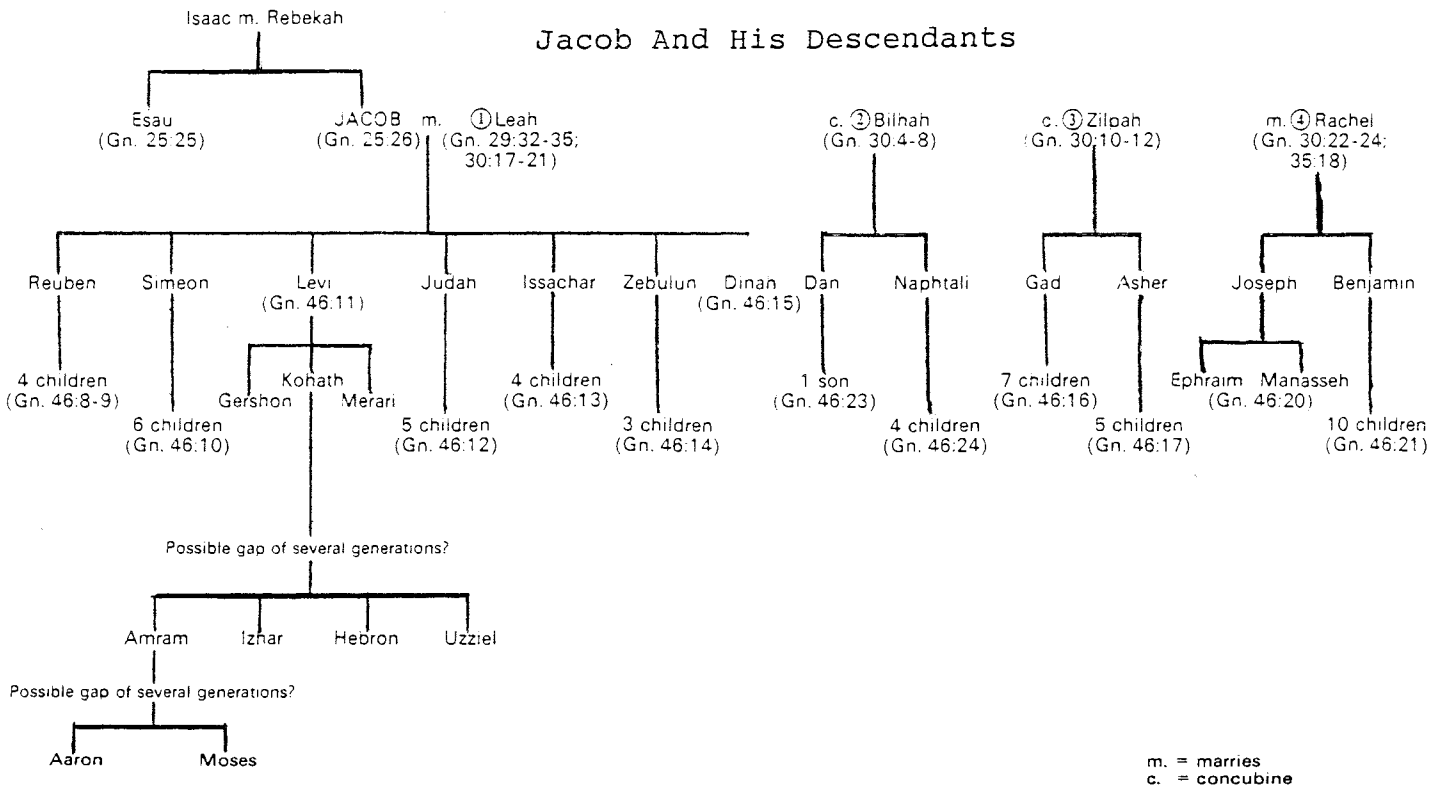 Isaac m. Rebekah
Jacob And His Descendants
Esau
(Gn. 25:25)
JACOB m. ① Leah
(Gn. 25:26) (Gn. 29:32-35;
30:17-21)
c. ② Bilhah
(Gn. 30:4-8)
c. ③ Zilpah
(Gn. 30:10-12)
m. ④ Rachel
(Gn. 30:22-24;
35:18)
Reuben
Simeon
Levi
(Gn. 46:11)
Judah
Issachar
Zebulun
Dinah
(Gn. 46:15)
Dan
Naphtali
Gad
Asher
Joseph
Benjamin
4 children
(Gn. 46:8-9)
6 children
(Gn. 46:10)
Gershon
Kohath
Merari
5 children
(Gn. 46:12)
4 children
(Gn. 46:13)
3 children
(Gn. 46:14)
1 son
(Gn. 46:23)
4 children
(Gn. 46:24)
7 children
(Gn. 46:16)
5 children
(Gn. 46:17)
Ephraim Manasseh
(Gn. 46:20)
10 children
(Gn. 46:21)
Possible gap of several generations?
Amram
Izhar
Hebron
Uzziel
Possible gap of several generations?
Aaron
Moses
m. = marries
c. = concubine